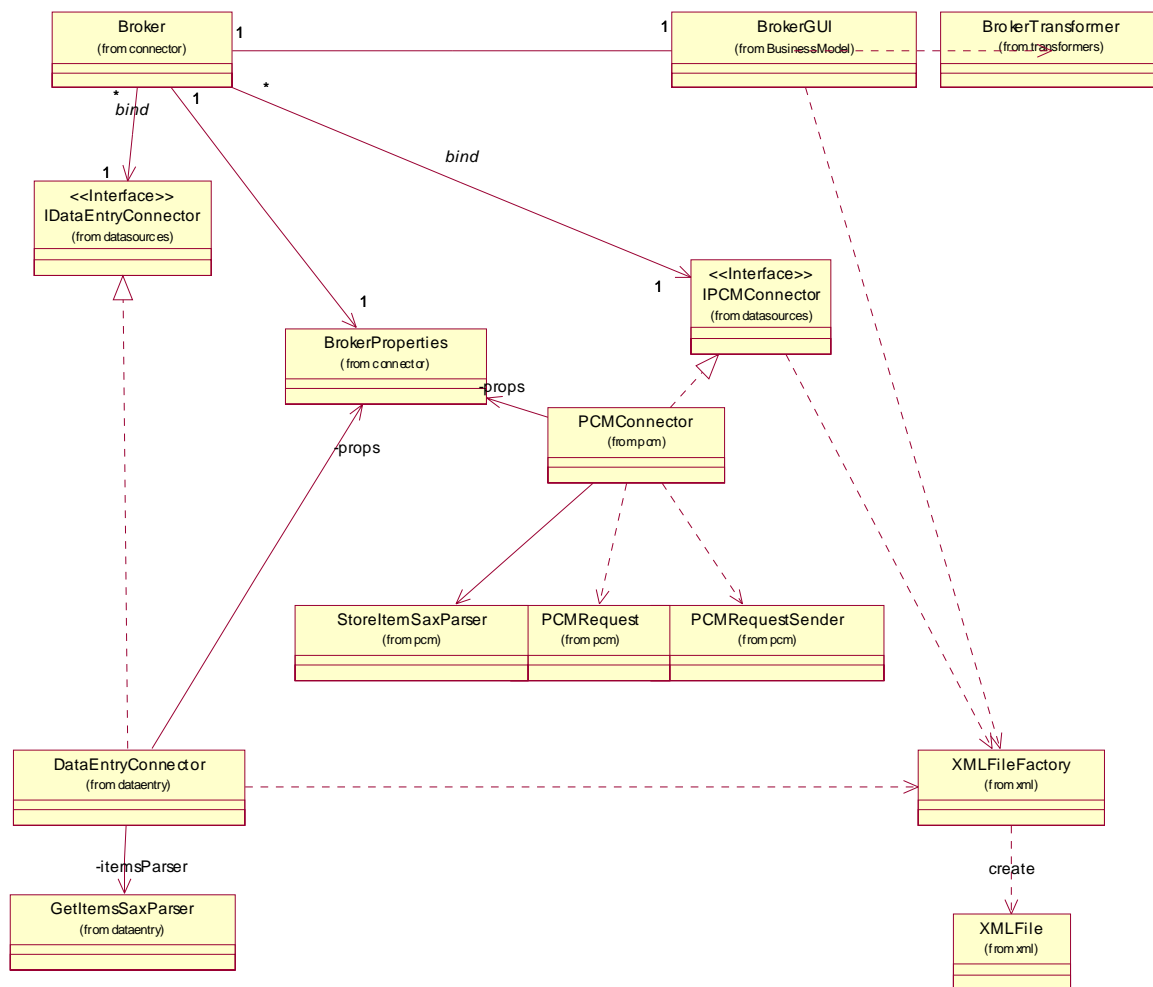 Broker
(from connector)
BrokerGUI
(from BusinessModel)
BrokerTransformer
(from transformers)
1
1
*
bind
1
*
bind
1
<<Interface>>
IDataEntryConnector
(from datasources)
<<Interface>>
IPCMConnector
(from datasources)
1
1
BrokerProperties
(from connector)
-props
PCMConnector
(from pcm)
-props
StoreItemSaxParser
(from pcm)
PCMRequest
(from pcm)
PCMRequestSender
(from pcm)
DataEntryConnector
(from dataentry)
XMLFileFactory
(from xml)
-itemsParser
create
GetItemsSaxParser
(from dataentry)
XMLFile
(from xml)